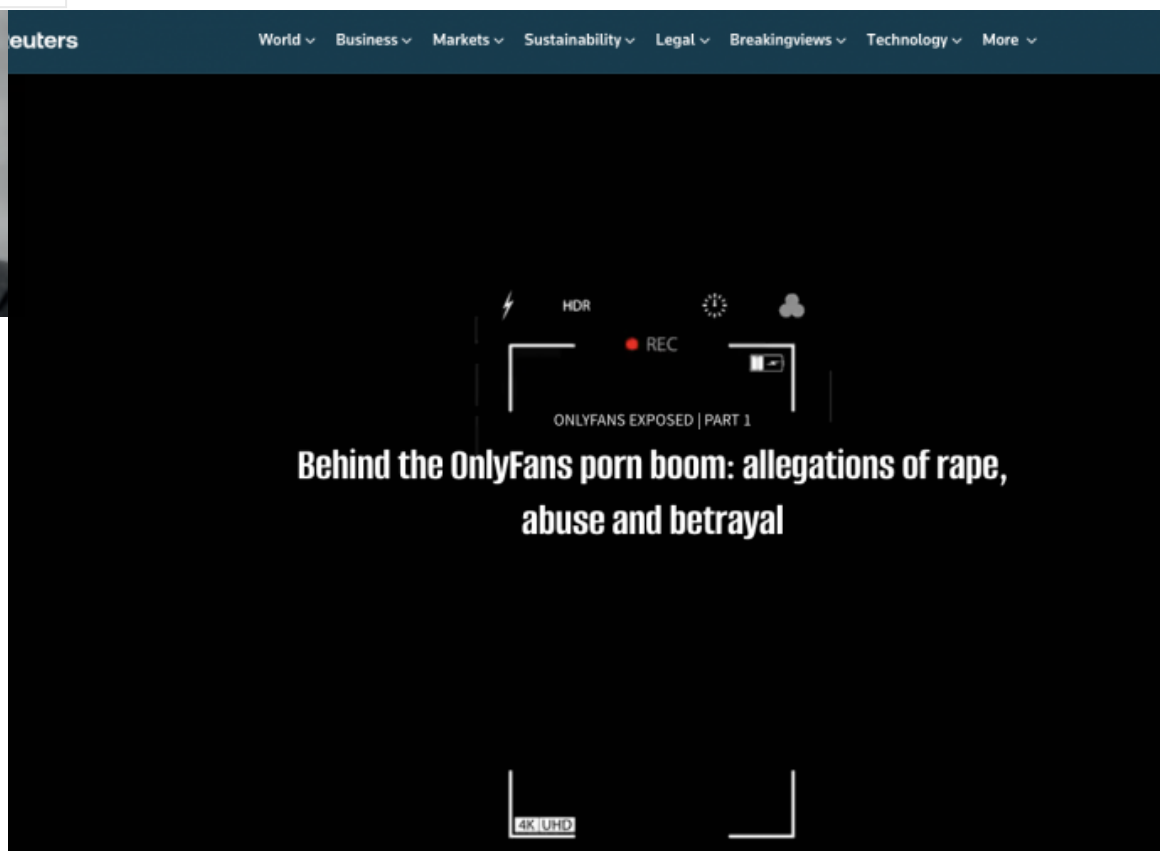 euters
World Business Markets Sustainability Legal Breakingviews Technology More
HDR
REC
ONLYFANS EXPOSED | PART 1
Behind the OnlyFans porn boom: allegations of rape,
abuse and betrayal
4K UHD